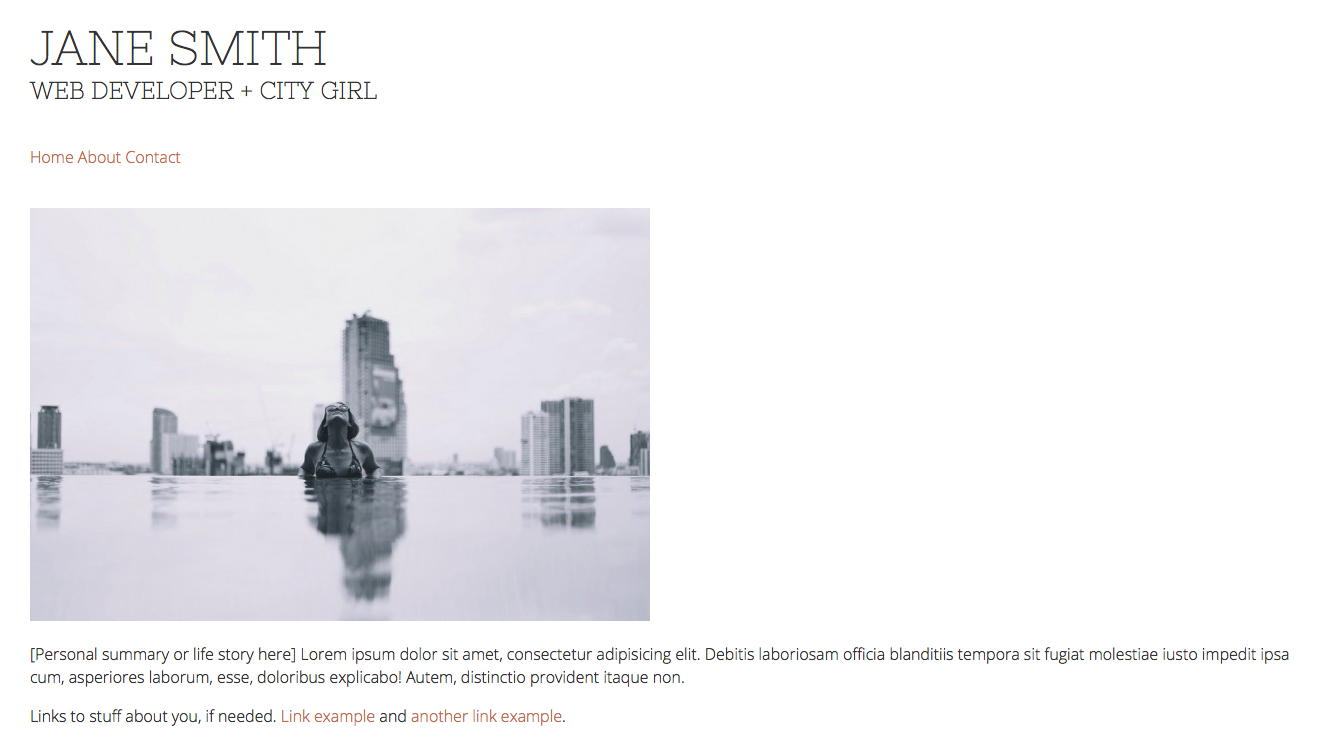 JANE SMITH
WEB DEVELOPER + CITY GIRL
Home About Contact
[Personal summary or life story here] Lorem ipsum dolor sit amet, consectetur adipisicing elit. Debitis laboriosam officia blanditiis tempora sit fugiat molestiae iusto impedit ipsa
cum, asperiores laborum, esse, doloribus explicabo! Autem, distinctio provident itaque non.
Links to stuff about you, if needed. Link example and another link example.